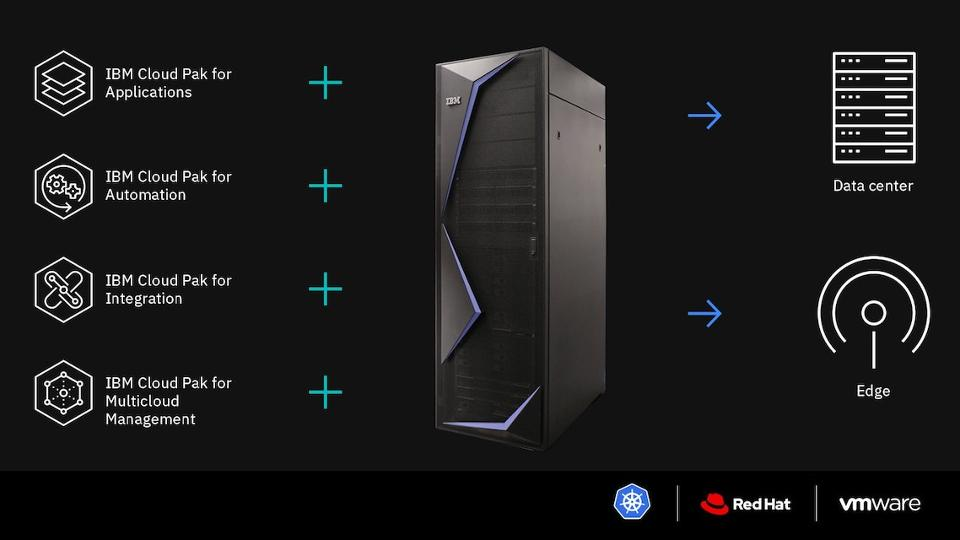 IBM Cloud Pak for
Applications
IBM Cloud Pak for
Automation
IBM Cloud Pak for
Integration
IBM Cloud Pak for
Multicloud
Management
IBM
Data center
Edge
Red Hat
vmware